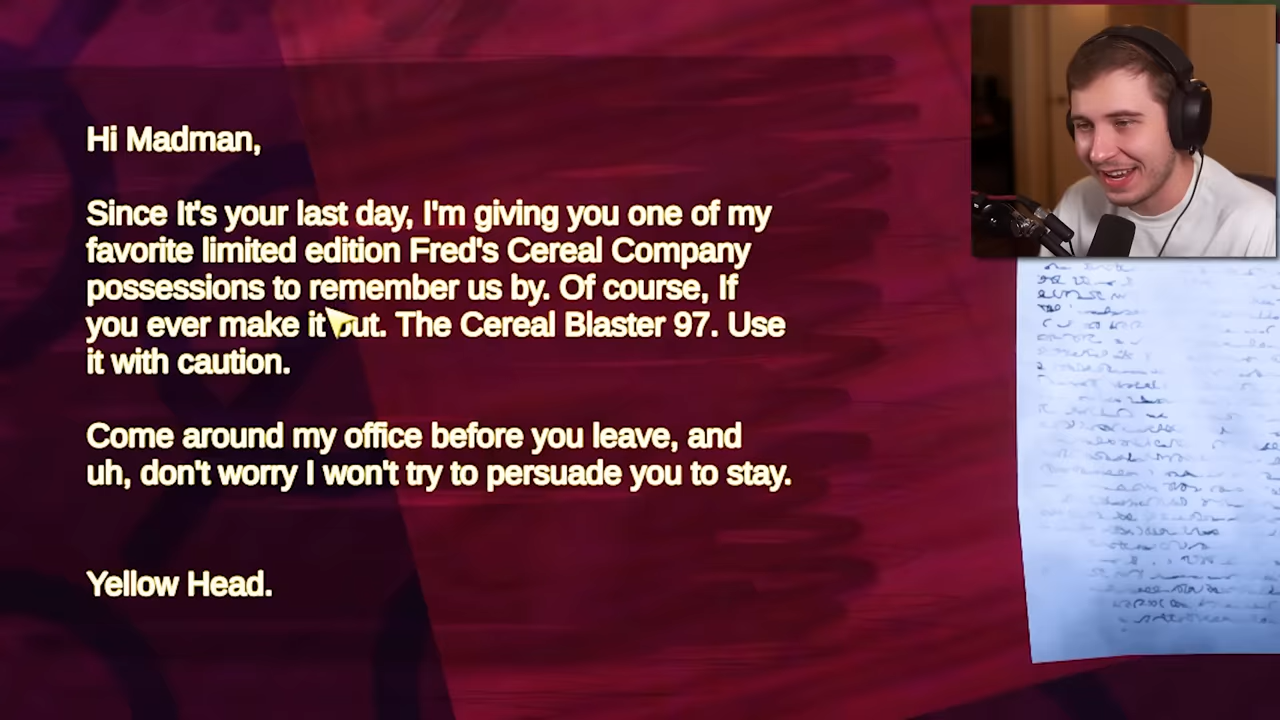 Hi Madman,
Since It's your last day, I'm giving you one of my
favorite limited edition Fred's Cereal Company
possessions to remember us by. Of course, If
you ever make it out. The Cereal Blaster 97. Use
it with caution.
Come around my office before you leave, and
uh, don't worry I won't try to persuade you to stay.
Yellow Head.